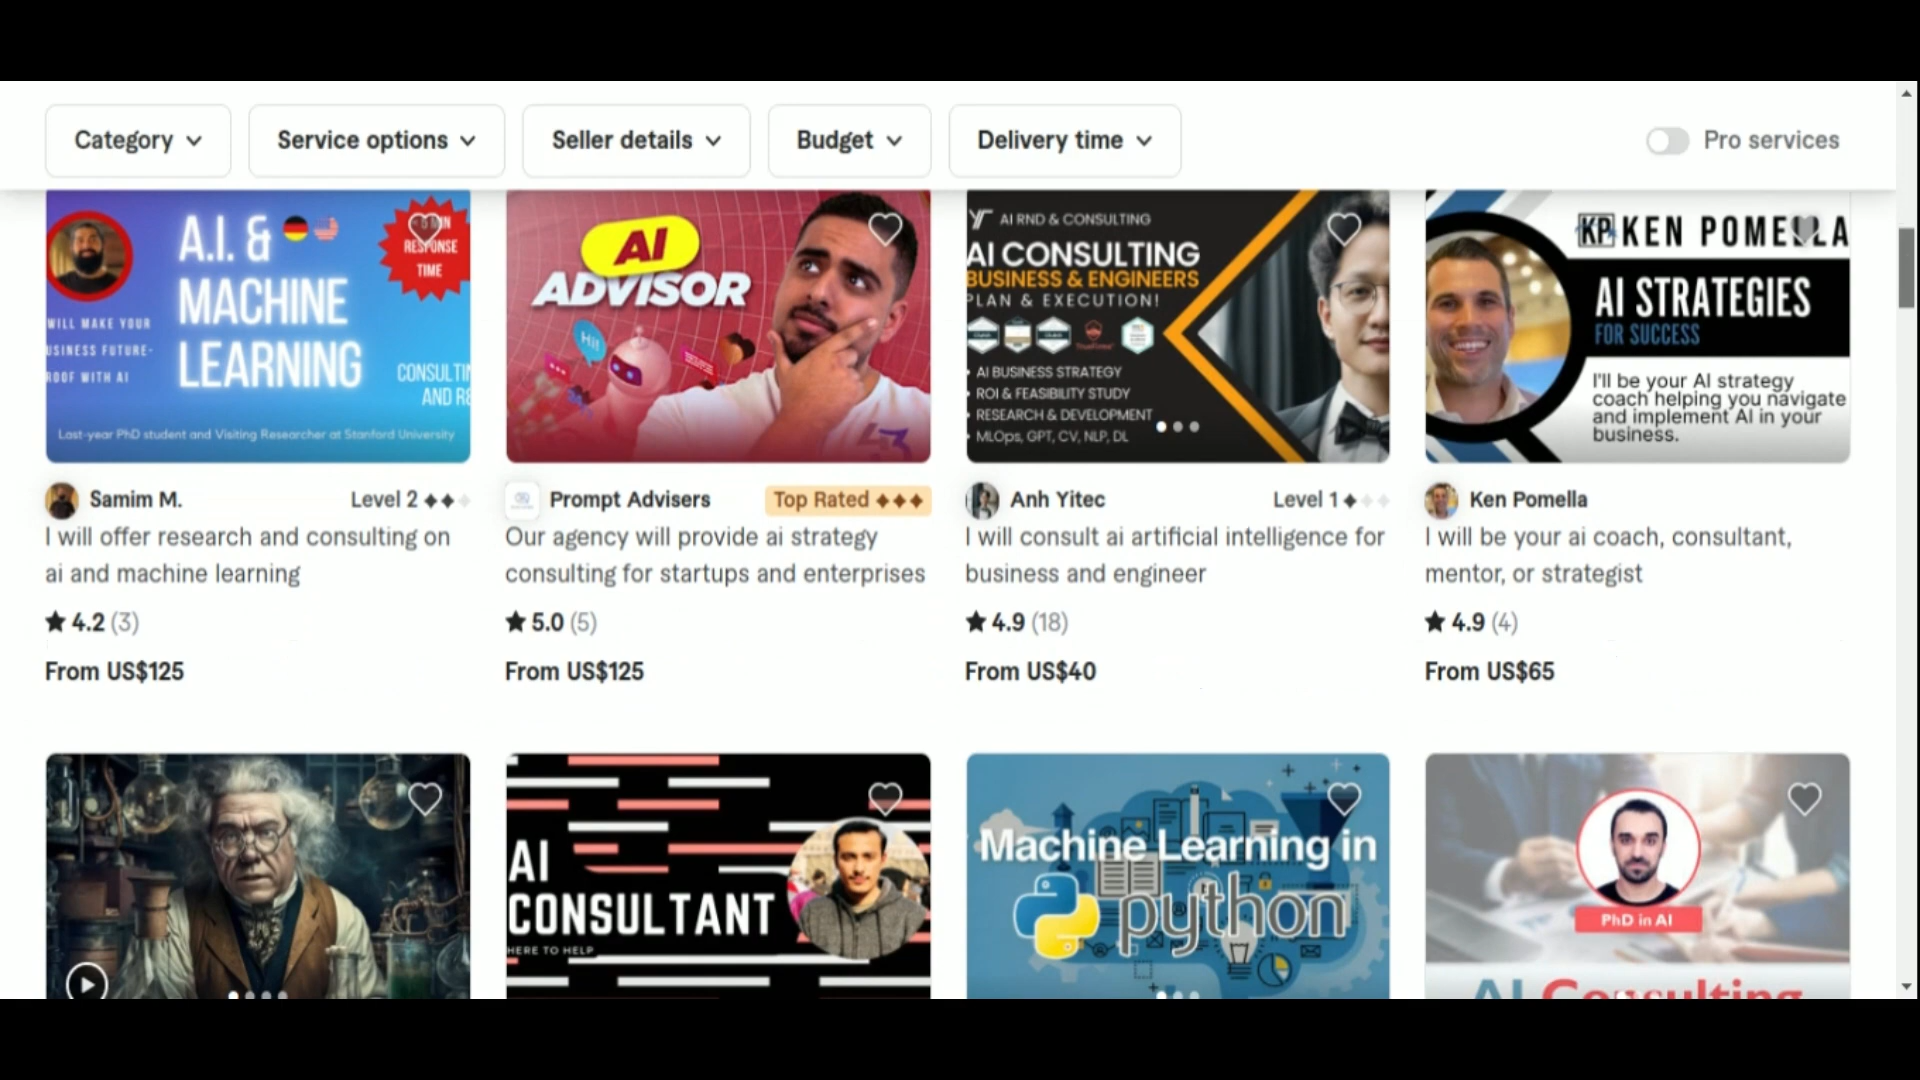 Category
Service options
Seller details
Budget
Delivery time
Pro services
A.I. &
MACHINE
LEARNING
RESPONSE
TIME
WILL MAKE YOUR
USINESS FUTURE-
ROOF WITH AI
CONSULTIN
AND R&
Last-year PhD student and Visiting Researcher at Stanford University
Samim M.
Level 2
I will offer research and consulting on
ai and machine learning
4.2 (3)
From US$125
AI
ADVISOR
Hi!
Prompt Advisers
Top Rated
Our agency will provide ai strategy
consulting for startups and enterprises
5.0 (5)
From US$125
AI RND & CONSULTING
AI CONSULTING
BUSINESS & ENGINEERS
PLAN & EXECUTION!
• AI BUSINESS STRATEGY
• ROI & FEASIBILITY STUDY
• RESEARCH & DEVELOPMENT
• MLOps, GPT, CV, NLP, DL
Anh Yitec
Level 1
I will consult ai artificial intelligence for
business and engineer
4.9 (18)
From US$40
KP KEN POMELLA
AI STRATEGIES
FOR SUCCESS
I'll be your AI strategy
coach helping you navigate
and implement AI in your
business.
Ken Pomella
I will be your ai coach, consultant,
mentor, or strategist
4.9 (4)
From US$65
AI
CONSULTANT
HERE TO HELP
Machine Learning in
python
PhD in AI
AI Consulting